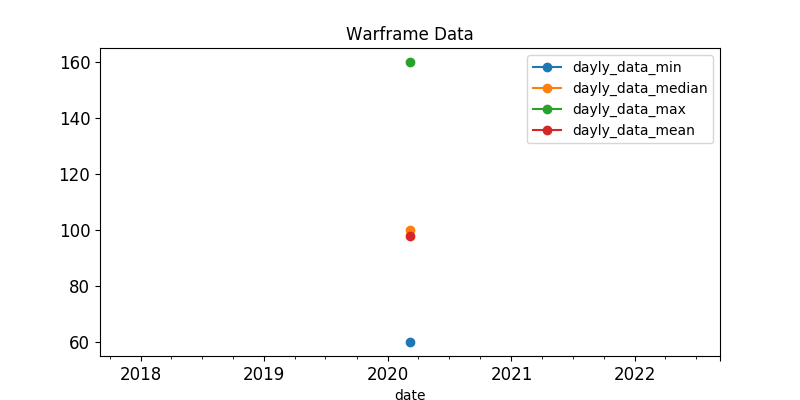 Warframe Data
160
140
120
100
80
60
dayly_data_min
dayly_data_median
dayly_data_max
dayly_data_mean
2018 2019 2020 2021 2022
date